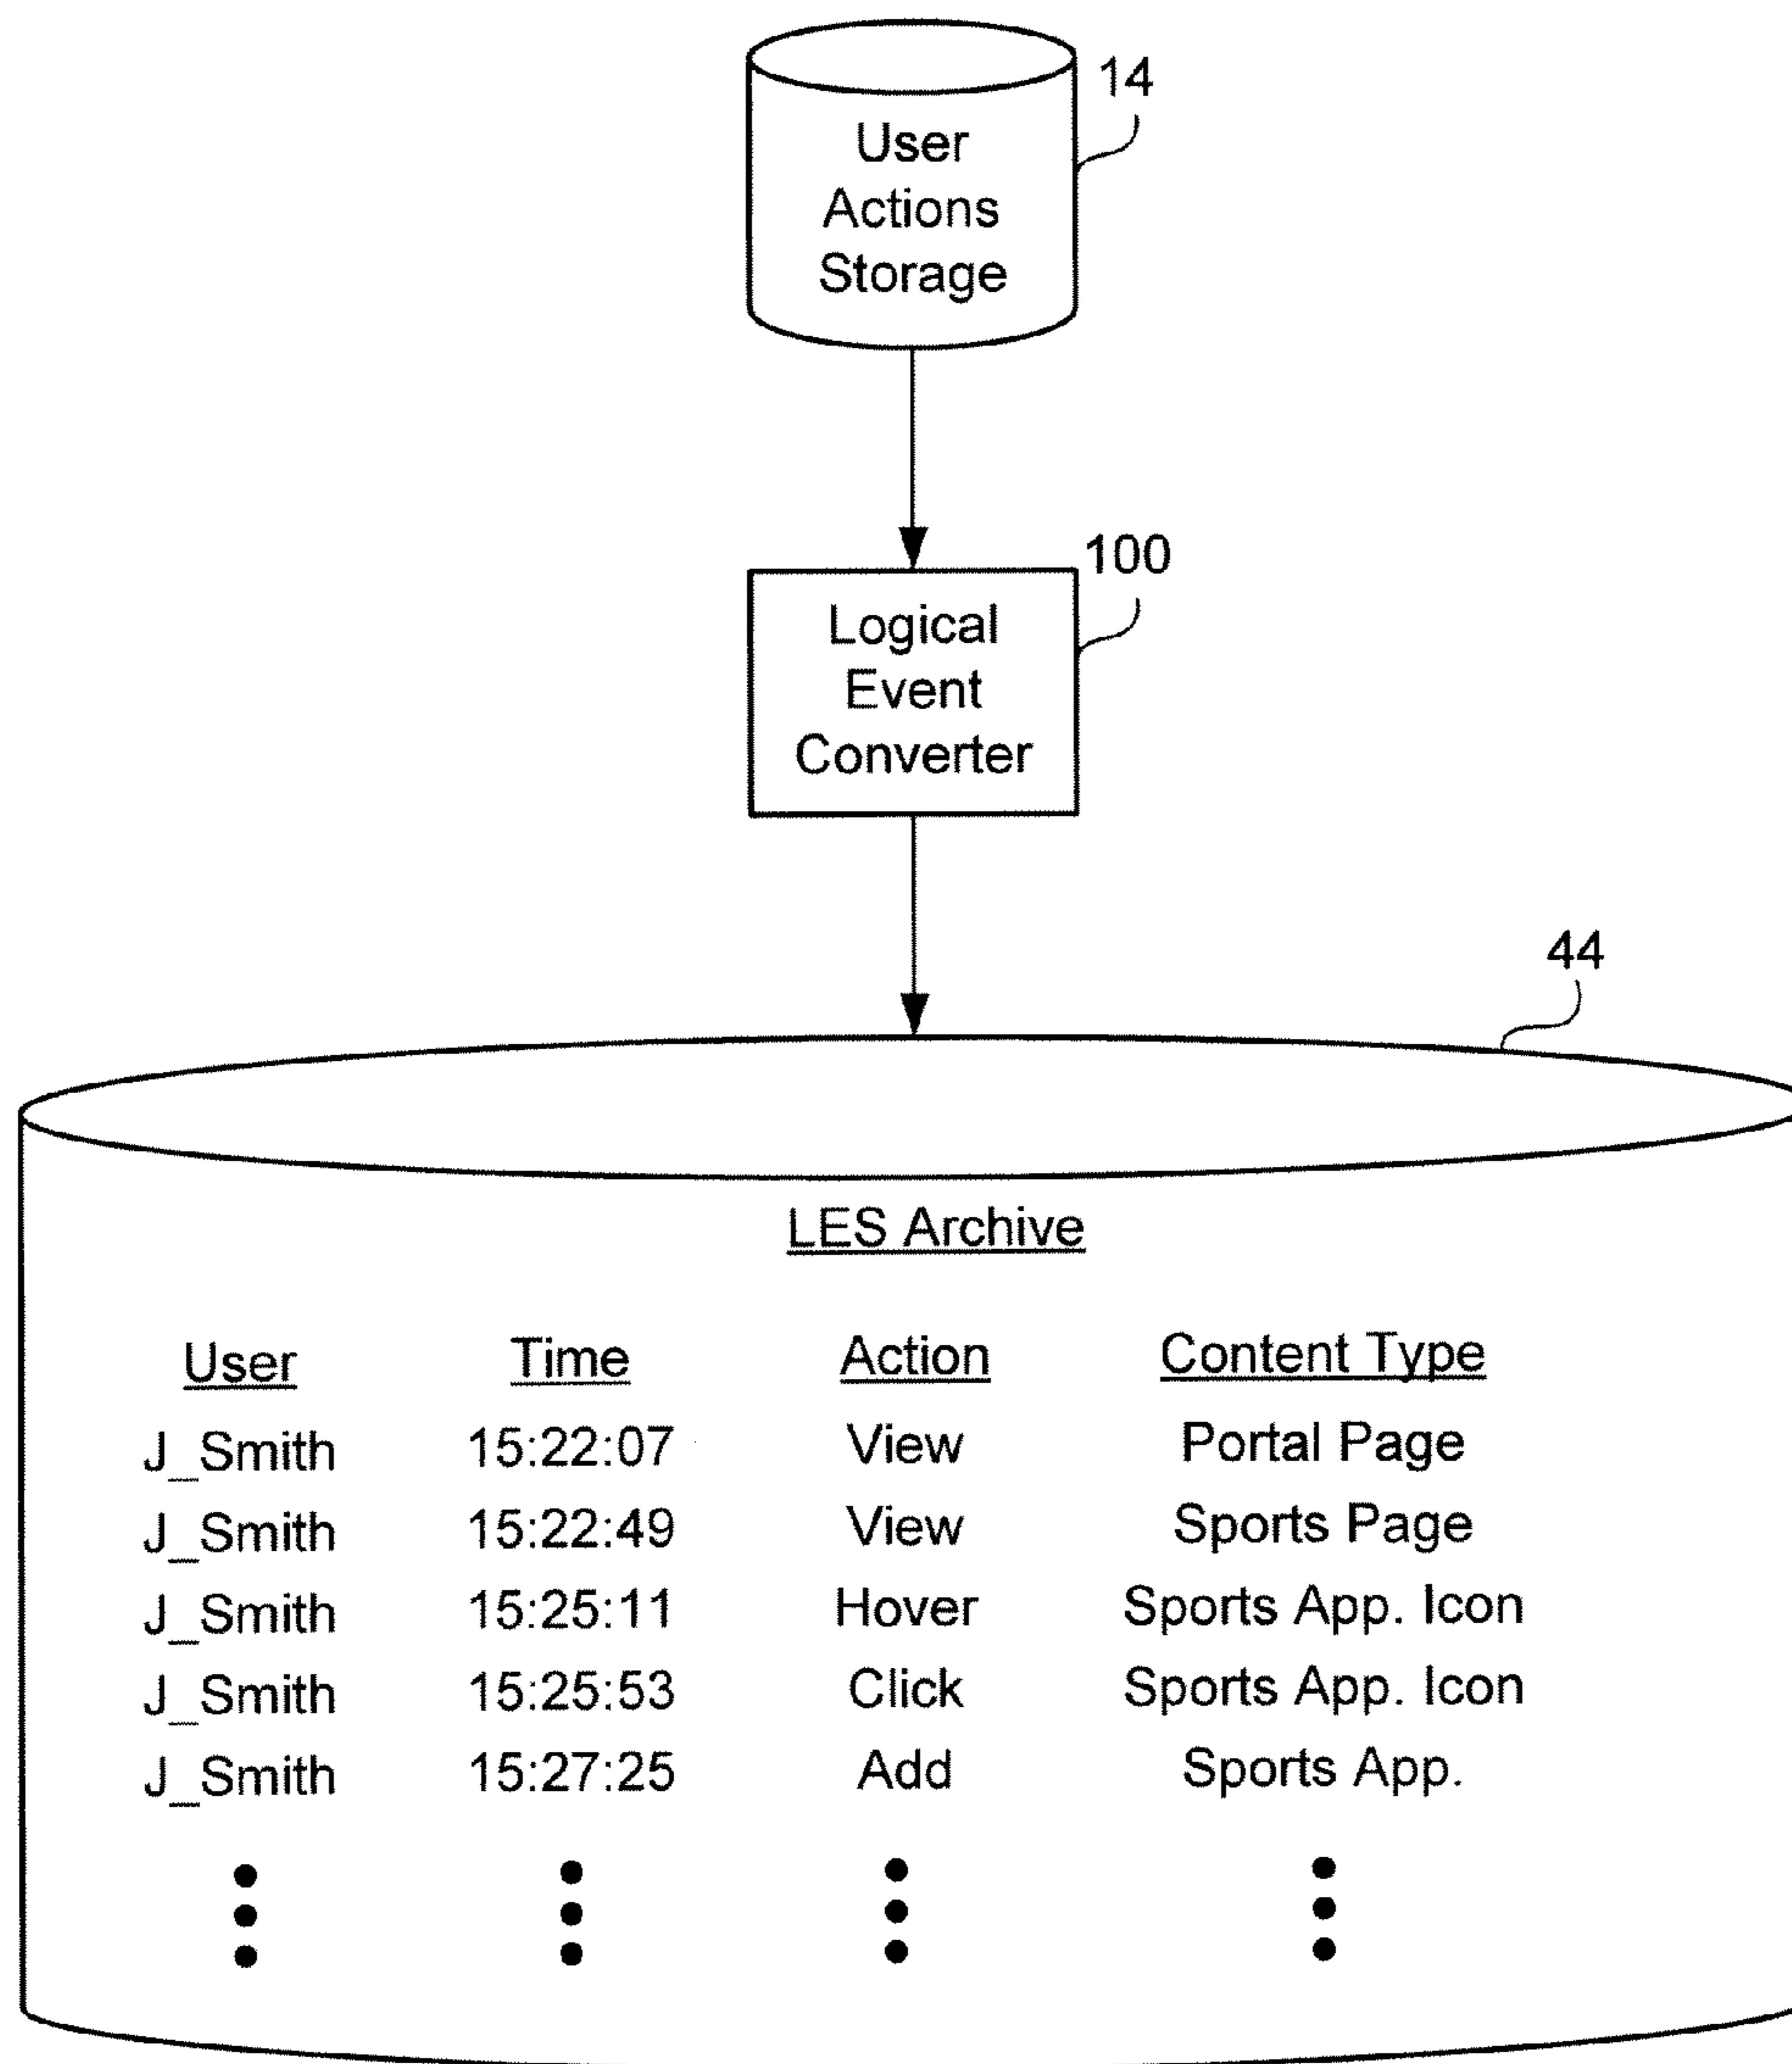 14
User
Actions
Storage
100
Logical
Event
Converter
44
LES Archive
User Time Action Content Type
J_Smith 15:22:07 View Portal Page
J_Smith 15:22:49 View Sports Page
J_Smith 15:25:11 Hover Sports App. Icon
J_Smith 15:25:53 Click Sports App. Icon
J_Smith 15:27:25 Add Sports App.